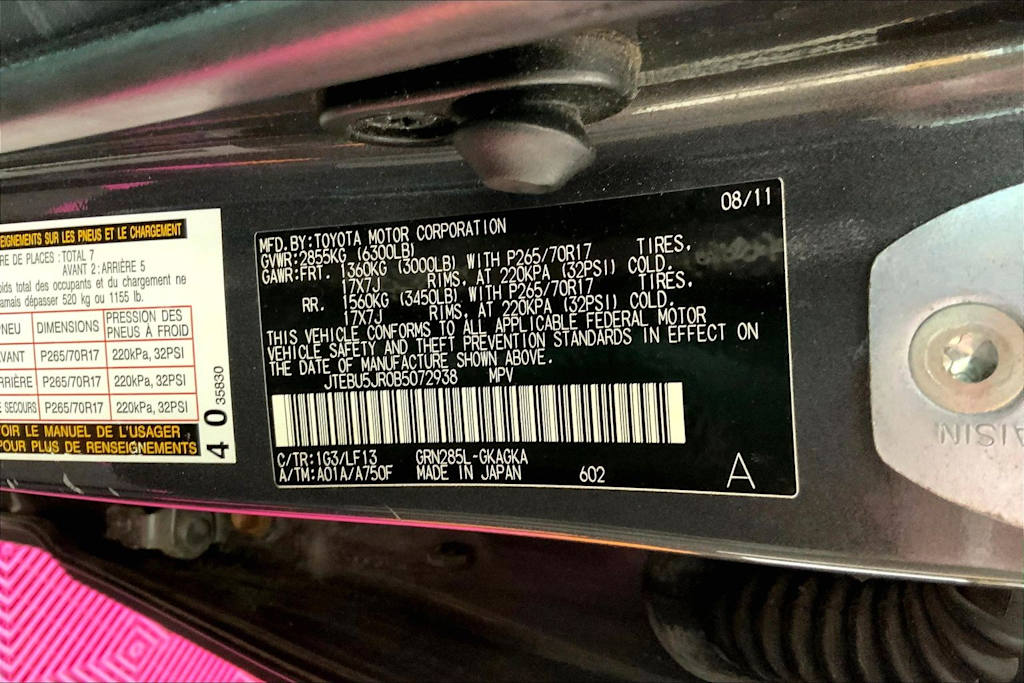 EIGNEMENTS SUR LES PNEUS ET LE CHARGEMENT
RE DE PLACES : TOTAL 7
AVANT 2 : ARRIÈRE 5
oids total des occupants et du chargement ne
amais dépasser 520 kg ou 1155 lb.
PNEU DIMENSIONS PRESSION DES PNEUS À FROID
AVANT P265/70R17 220kPa, 32PSI
RRIÈRE P265/70R17 220kPa, 32PSI
E SECOURS P265/70R17 220kPa, 32PSI
OIR LE MANUEL DE L'USAGER
POUR PLUS DE RENSEIGNEMENTS
40 35830
08/11
MFD.BY:TOYOTA MOTOR CORPORATION
GVWR:2855KG (6300LB)
GAWR:FRT. 1360KG (3000LB) WITH P265/70R17 TIRES,
17X7J RIMS, AT 220KPA (32PSI) COLD.
RR. 1560KG (3450LB) WITH P265/70R17 TIRES,
17X7J RIMS, AT 220KPA (32PSI) COLD.
THIS VEHICLE CONFORMS TO ALL APPLICABLE FEDERAL MOTOR
VEHICLE SAFETY AND THEFT PREVENTION STANDARDS IN EFFECT ON
THE DATE OF MANUFACTURE SHOWN ABOVE.
JTEBU5JR0B5072938 MPV
C/TR:1G3/LF13 GRN285L-GKAGKA
A/TM:A01A/A750F MADE IN JAPAN 602
A
AISIN